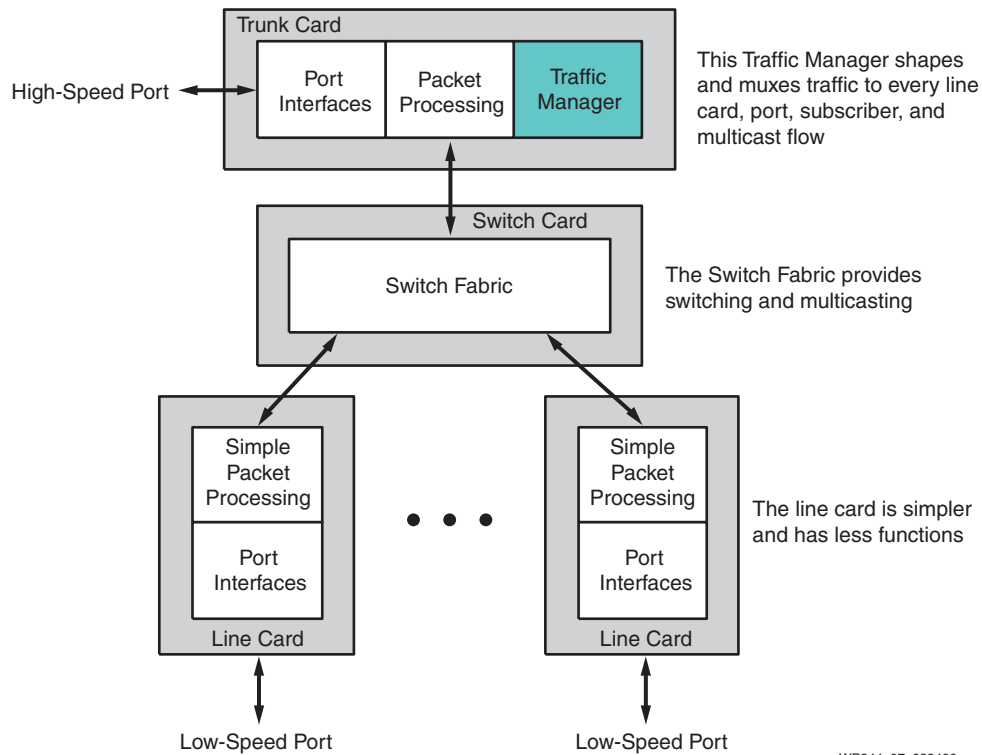 Trunk Card
High-Speed Port
Port
Interfaces
Packet
Processing
Traffic
Manager
This Traffic Manager shapes
and muxes traffic to every line
card, port, subscriber, and
multicast flow
Switch Card
Switch Fabric
The Switch Fabric provides
switching and multicasting
Simple
Packet
Processing
Port
Interfaces
Line Card
Low-Speed Port
Simple
Packet
Processing
Port
Interfaces
Line Card
Low-Speed Port
The line card is simpler
and has less functions